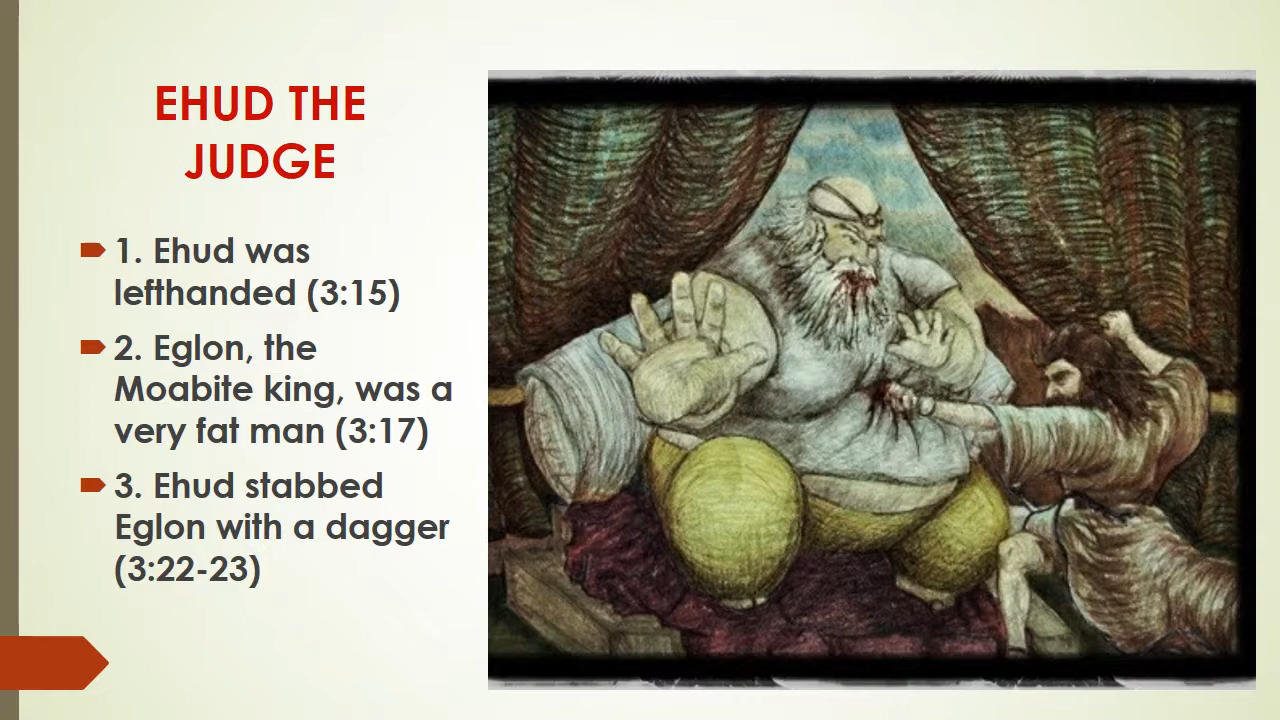 EHUD THE
JUDGE
1. Ehud was
lefthanded (3:15)
2. Eglon, the
Moabite king, was a
very fat man (3:17)
3. Ehud stabbed
Eglon with a dagger
(3:22-23)